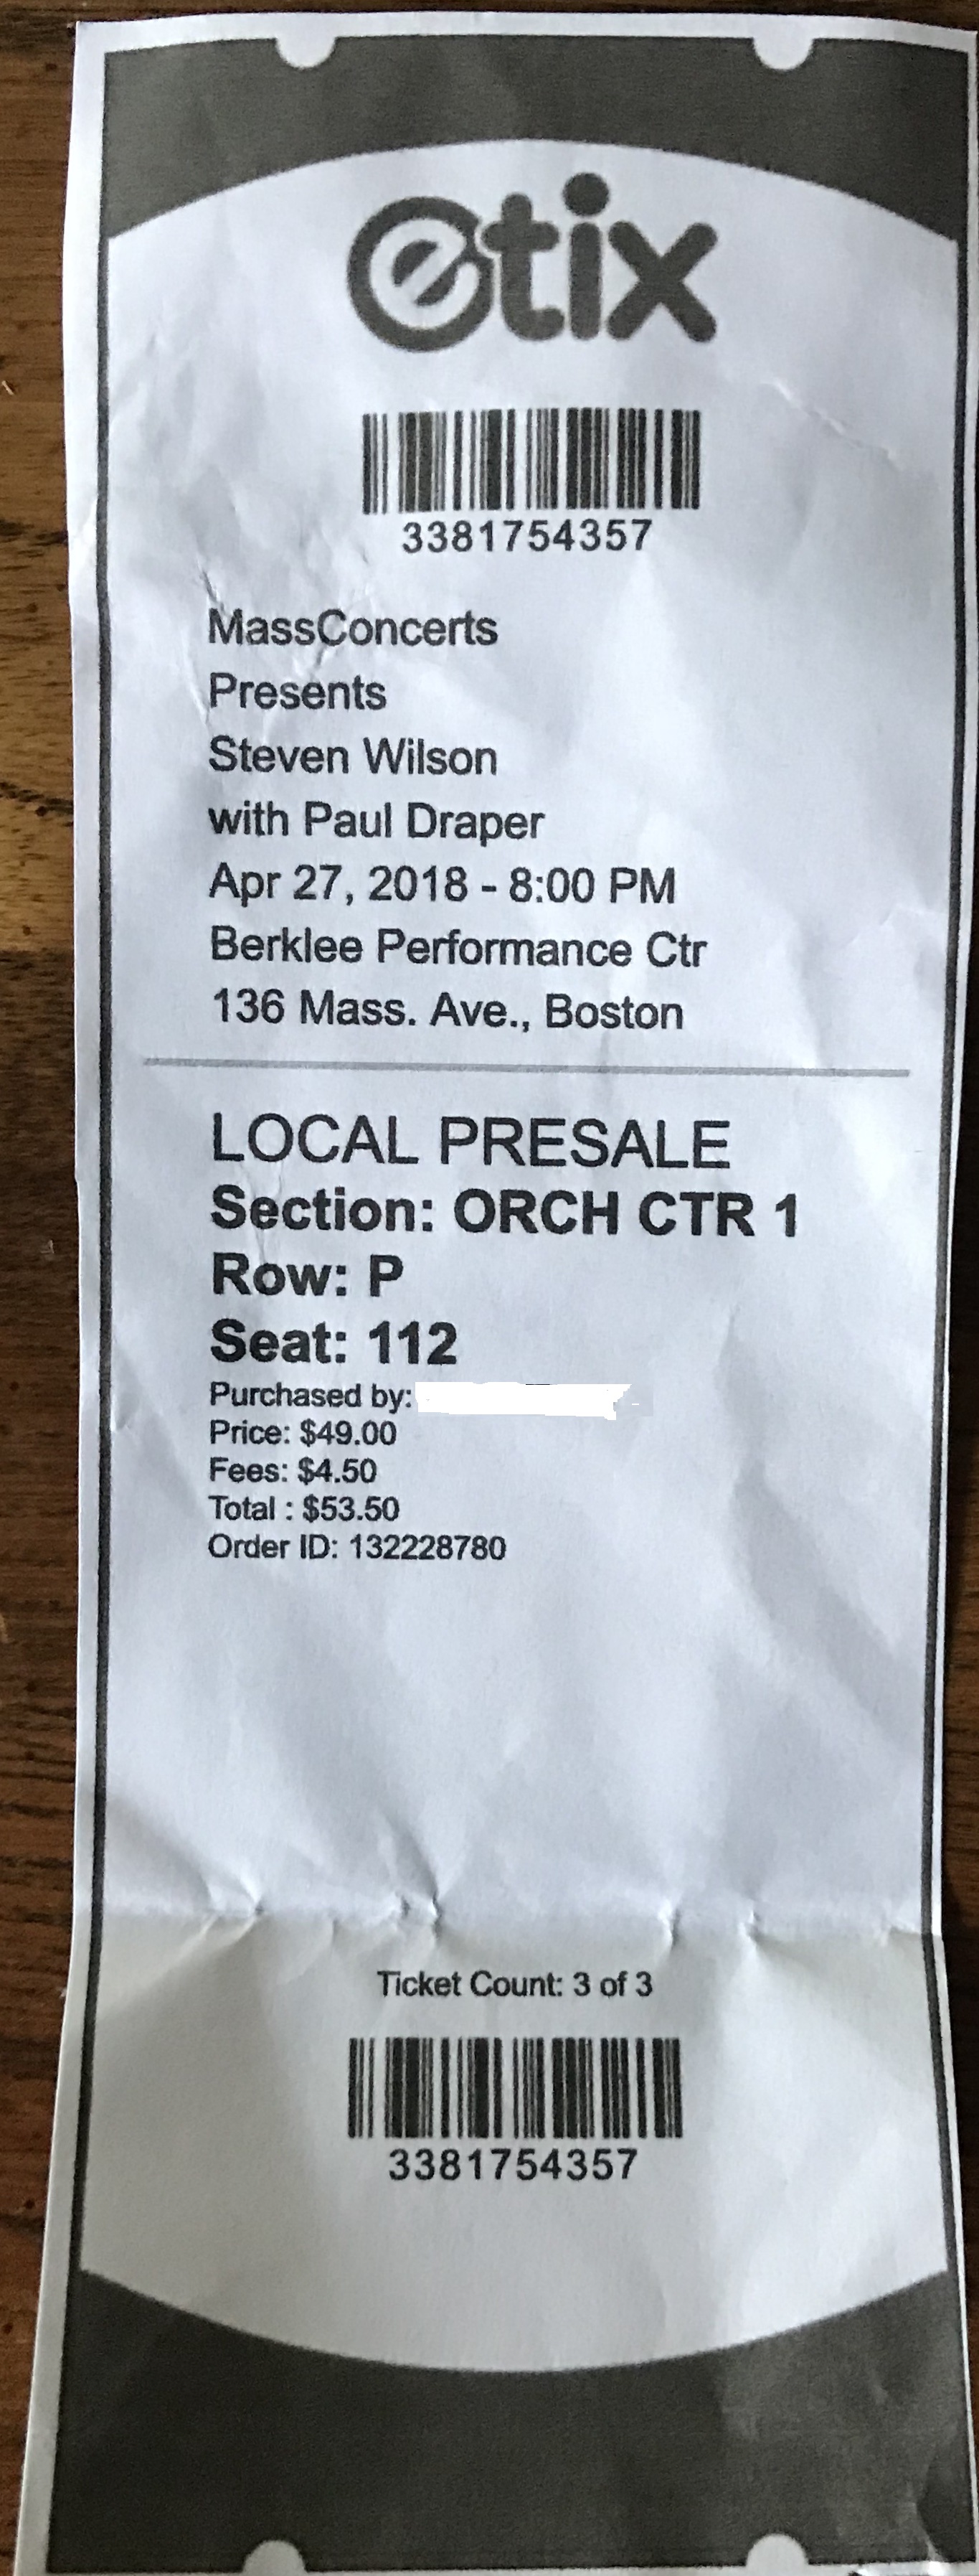 etix
3381754357
MassConcerts
Presents
Steven Wilson
with Paul Draper
Apr 27, 2018 - 8:00 PM
Berklee Performance Ctr
136 Mass. Ave., Boston
LOCAL PRESALE
Section: ORCH CTR 1
Row: P
Seat: 112
Purchased by:
Price: $49.00
Fees: $4.50
Total : $53.50
Order ID: 132228780
Ticket Count: 3 of 3
3381754357